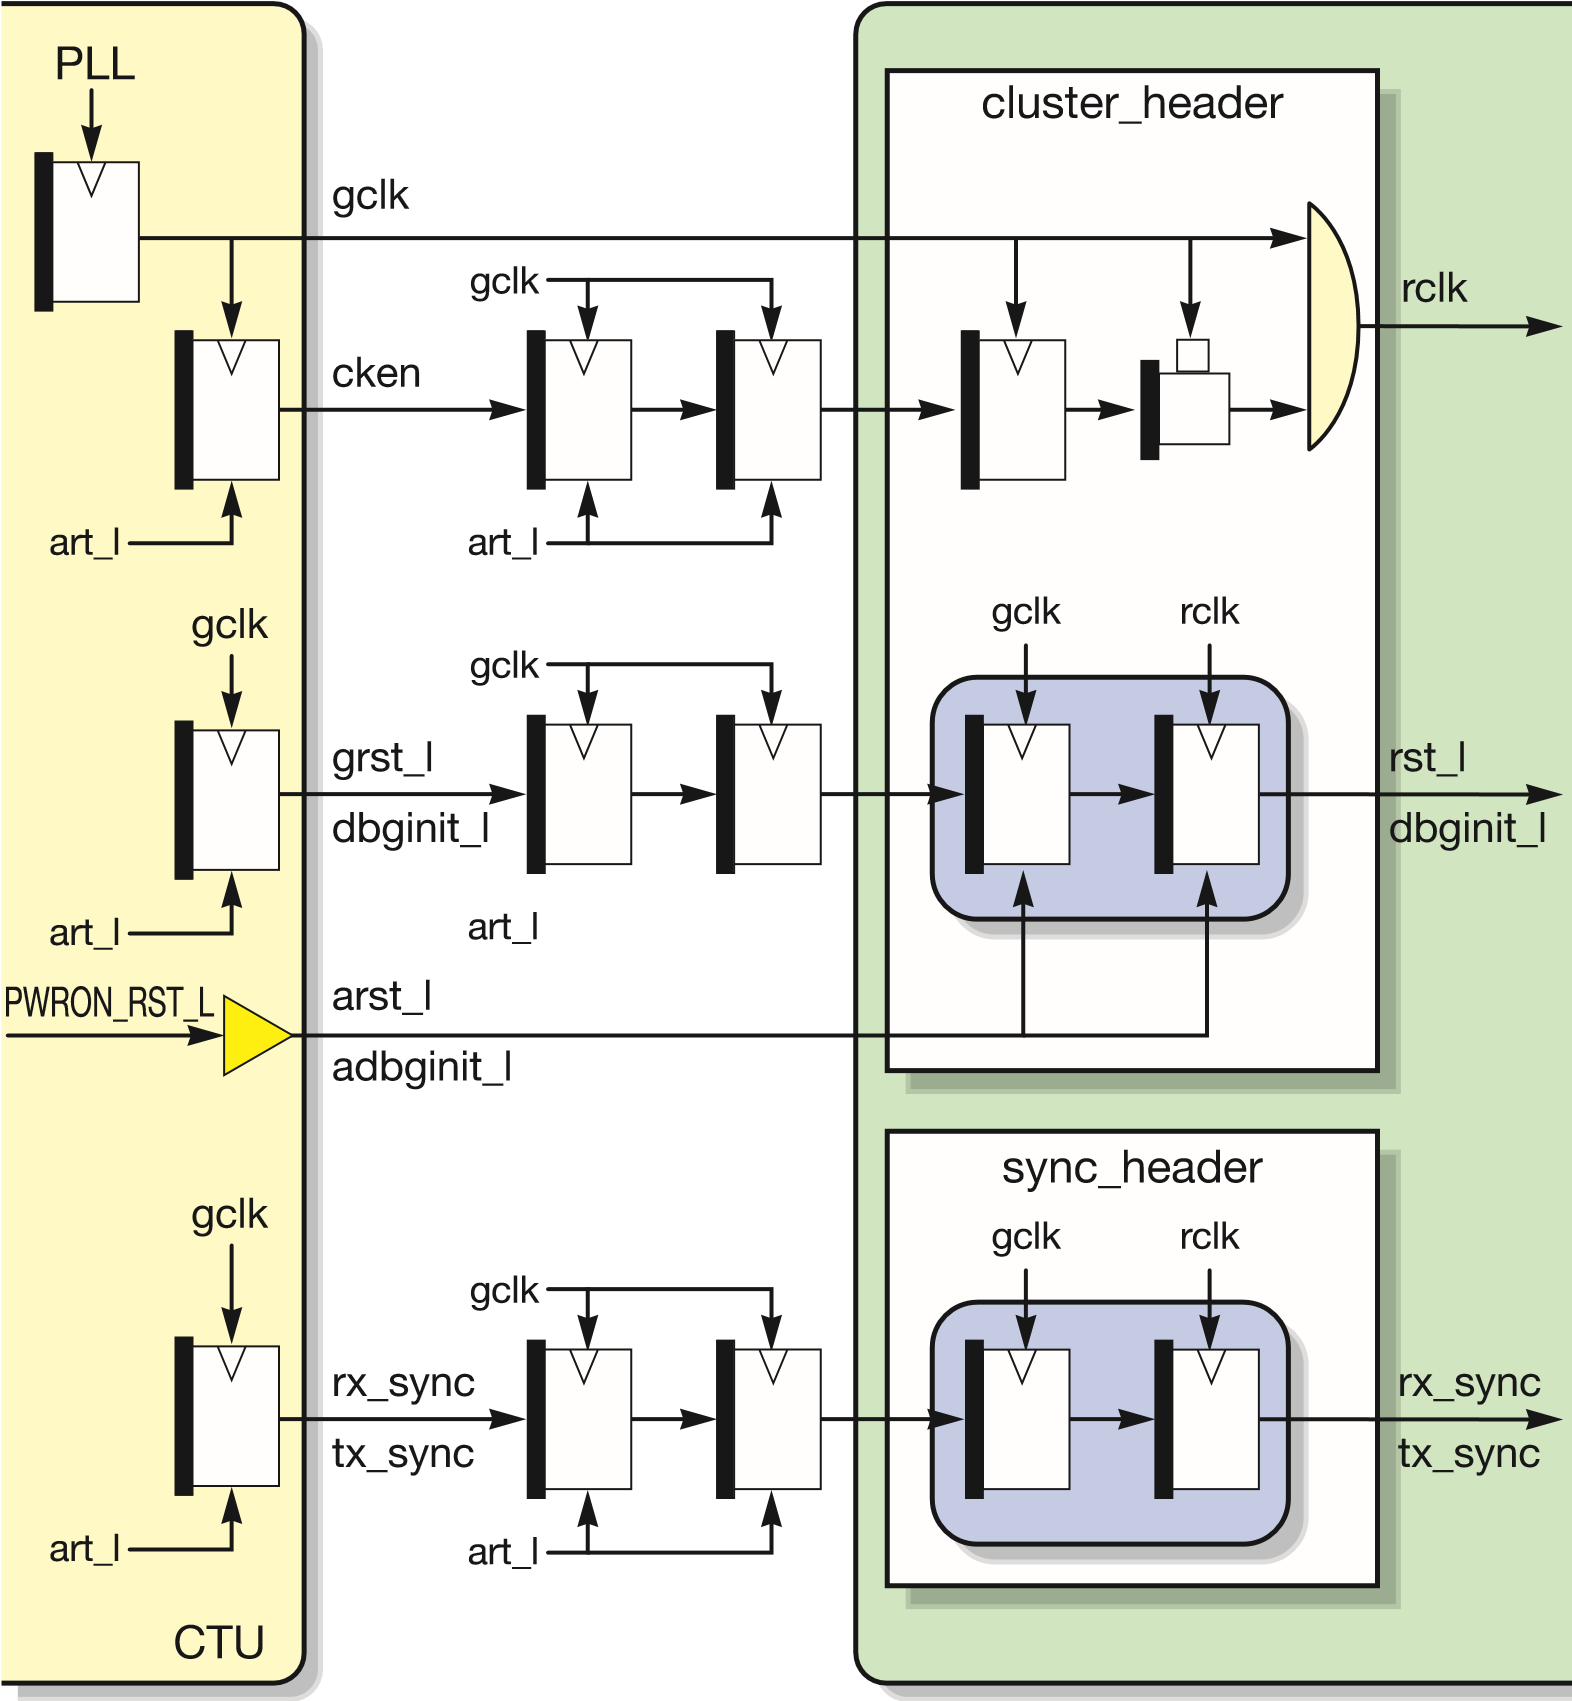 PLL
cluster_header
gclk
gclk
rclk
cken
art_l
art_l
gclk
gclk
gclk
rclk
grst_l
dbginit_l
rst_l
dbginit_l
art_l
art_l
PWRON_RST_L
arst_l
adbginit_l
sync_header
gclk
gclk
gclk
rclk
rx_sync
tx_sync
rx_sync
tx_sync
art_l
art_l
CTU